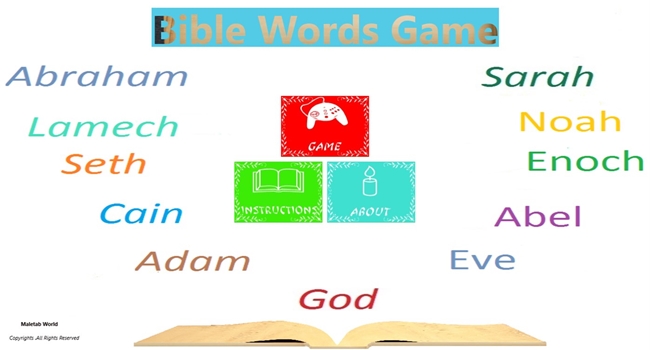 Bible Words Game
Abraham
Sarah
Lamech
Noah
GAME
Seth
Enoch
INSTRUCTIONS
ABOUT
Cain
Abel
Adam
Eve
God
Maletab World
Copyrights .All Rights Reserved